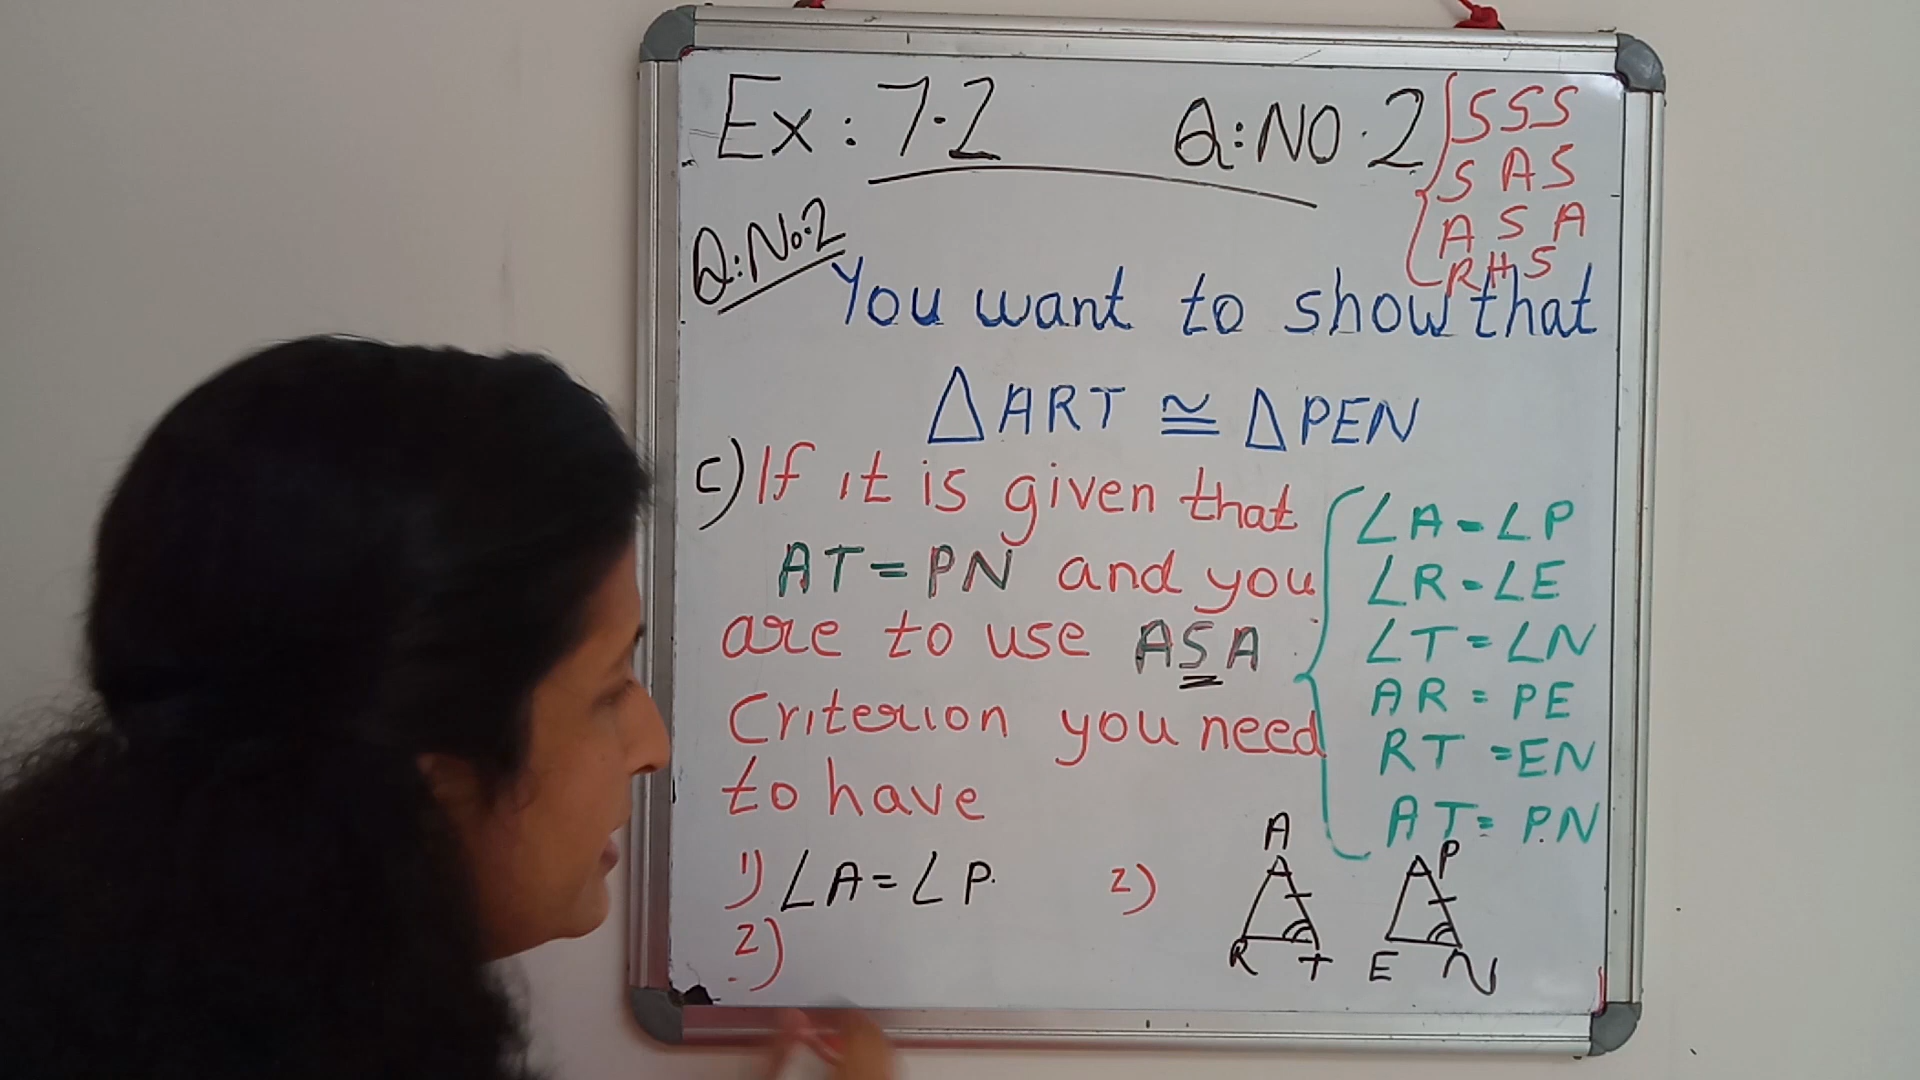 Ex: 7.2 Q:NO.2
SSS
SAS
ASA
RHS
Q:No:2
You want to show that
△ART ≅ △PEN
c) If it is given that
AT=PN and you
are to use ASA
Criterion you need
to have
∠A=∠P
∠R=∠E
∠T=∠N
AR=PE
RT=EN
AT=PN
1) ∠A=∠P. 2)
2)
A
R T
P
E N